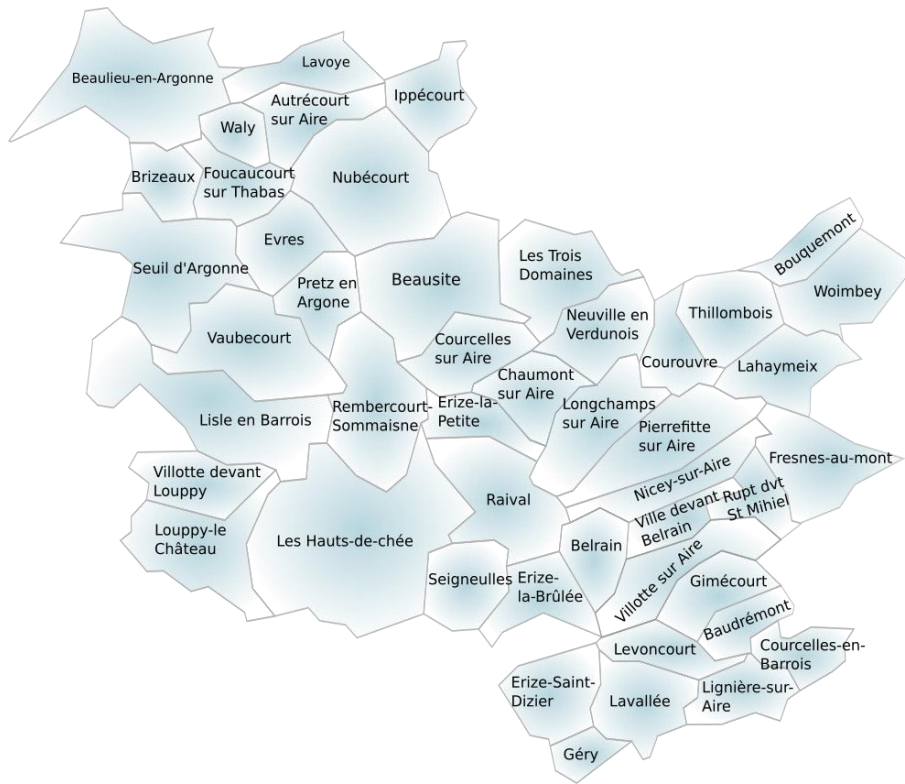 Lavoye
Beaulieu-en-Argonne
Ippécourt
Autrécourt
sur Aire
Waly
Brizeaux
Foucaucourt
sur Thabas
Nubécourt
Bouquemont
Evres
Seuil d'Argonne
Les Trois
Domaines
Beausite
Pretz en
Argone
Woimbey
Thillombois
Neuville en
Verdunois
Vaubecourt
Courcelles
sur Aire
Courouvre
Lahaymeix
Chaumont
sur Aire
Erize-la-
Petite
Longchamps
sur Aire
Rembercourt-
Sommaisne
Lisle en Barrois
Pierrefitte
sur Aire
Fresnes-au-mont
Villotte devant
Louppy
Nicey-sur-Aire
Rupt dvt
St Mihiel
Raival
Ville devant
Belrain
Louppy-le
Château
Les Hauts-de-chée
Belrain
Seigneulles
Erize-
la-Brûlée
Villotte sur Aire
Gimécourt
Baudrémont
Levoncourt
Courcelles-en-
Barrois
Erize-Saint-
Dizier
Lavallée
Lignière-sur-
Aire
Géry